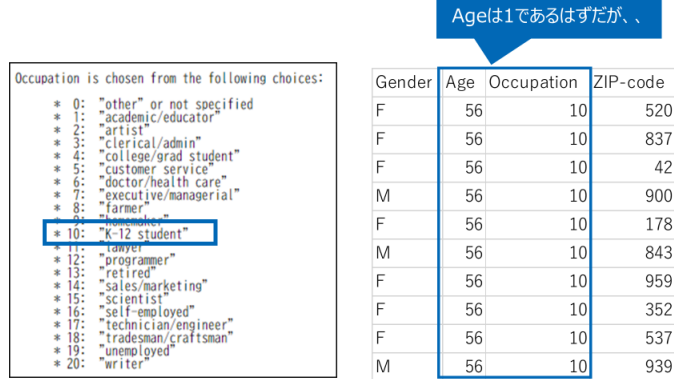 Ageは1であるはずだが、、
Occupation is chosen from the following choices:
* 0: "other" or not specified
* 1: "academic/educator"
* 2: "artist"
* 3: "clerical/admin"
* 4: "college/grad student"
* 5: "customer service"
* 6: "doctor/health care"
* 7: "executive/managerial"
* 8: "farmer"
* 9: "homemaker"
* 10: "K-12 student"
* 11: "lawyer"
* 12: "programmer"
* 13: "retired"
* 14: "sales/marketing"
* 15: "scientist"
* 16: "self-employed"
* 17: "technician/engineer"
* 18: "tradesman/craftsman"
* 19: "unemployed"
* 20: "writer"
Gender Age Occupation ZIP-code
F 56 10 520
F 56 10 837
F 56 10 42
M 56 10 900
F 56 10 178
M 56 10 843
F 56 10 959
F 56 10 352
F 56 10 537
M 56 10 939